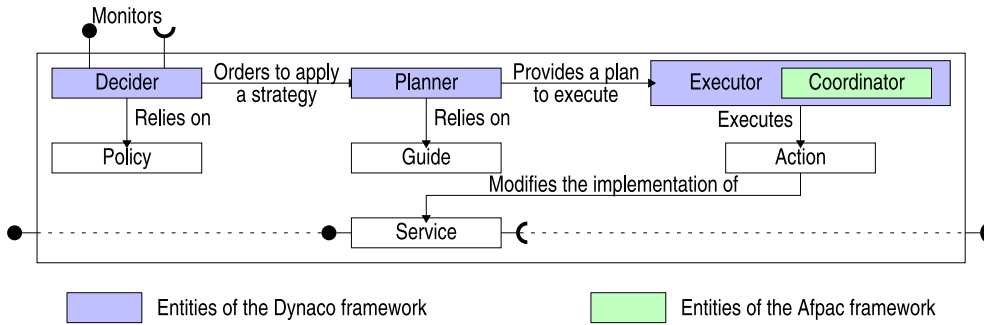 Monitors
Decider
Orders to apply
a strategy
Planner
Provides a plan
to execute
Executor
Coordinator
Relies on
Relies on
Executes
Policy
Guide
Action
Modifies the implementation of
Service
Entities of the Dynaco framework
Entities of the Afpac framework